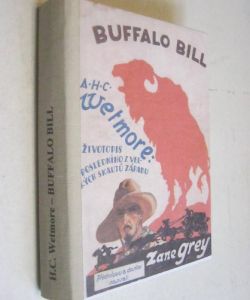 BUFFALO BILL
A·H·C·
Wetmore:
ŽIVOTOPIS
POSLEDNÍHO Z VEL-
KÝCH SKAUTŮ ZÁPADU
Zane grey
H.C. Wetmore – BUFFALO BILL